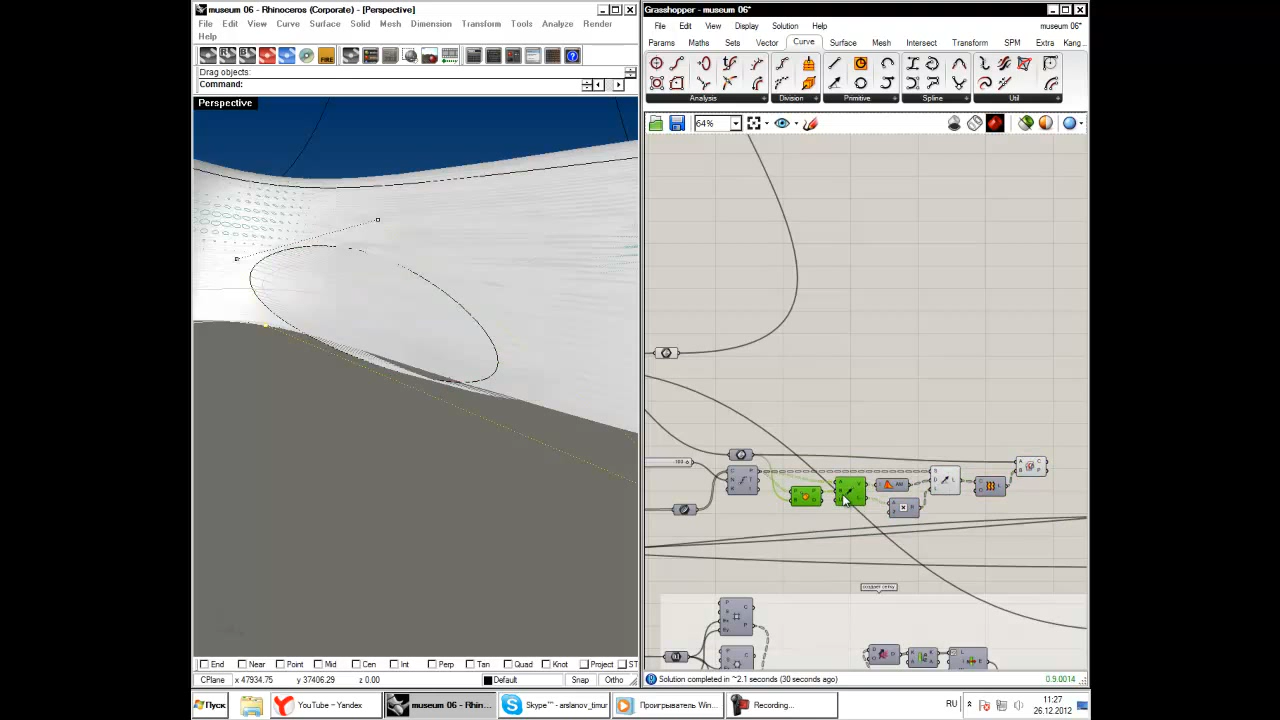 museum 06 - Rhinoceros (Corporate) - [Perspective]
File Edit View Curve Surface Solid Mesh Dimension Transform Tools Analyze Render
Help
Drag objects:
Command:
Perspective
End Near Point Mid Cen Int Perp Tan Quad Knot Project ST
CPlane x 47934.75 y 37406.29 z 0.00 Default Snap Ortho
Grasshopper - museum 06*
File Edit View Display Solution Help museum 06*
Params Maths Sets Vector Curve Surface Mesh Intersect Transform SPM Extra Kang
Analysis Division Primitive Spline Util
64%
создает сетку
Solution completed in ~2.1 seconds (30 seconds ago) 0.9.0014
Пуск YouTube – Yandex museum 06 - Rhin... Skype™ - arslanov_timur Проигрыватель Win... Recording... RU 11:27
26.12.2012